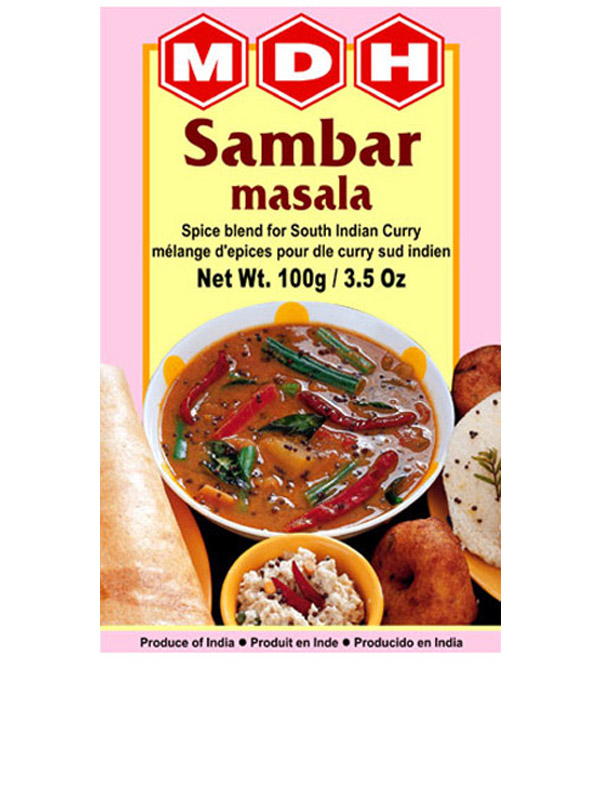 MDH
Sambar
masala
Spice blend for South Indian Curry
mélange d'epices pour dle curry sud indien
Net Wt. 100g / 3.5 Oz
Produce of India ● Produit en Inde ● Producido en India